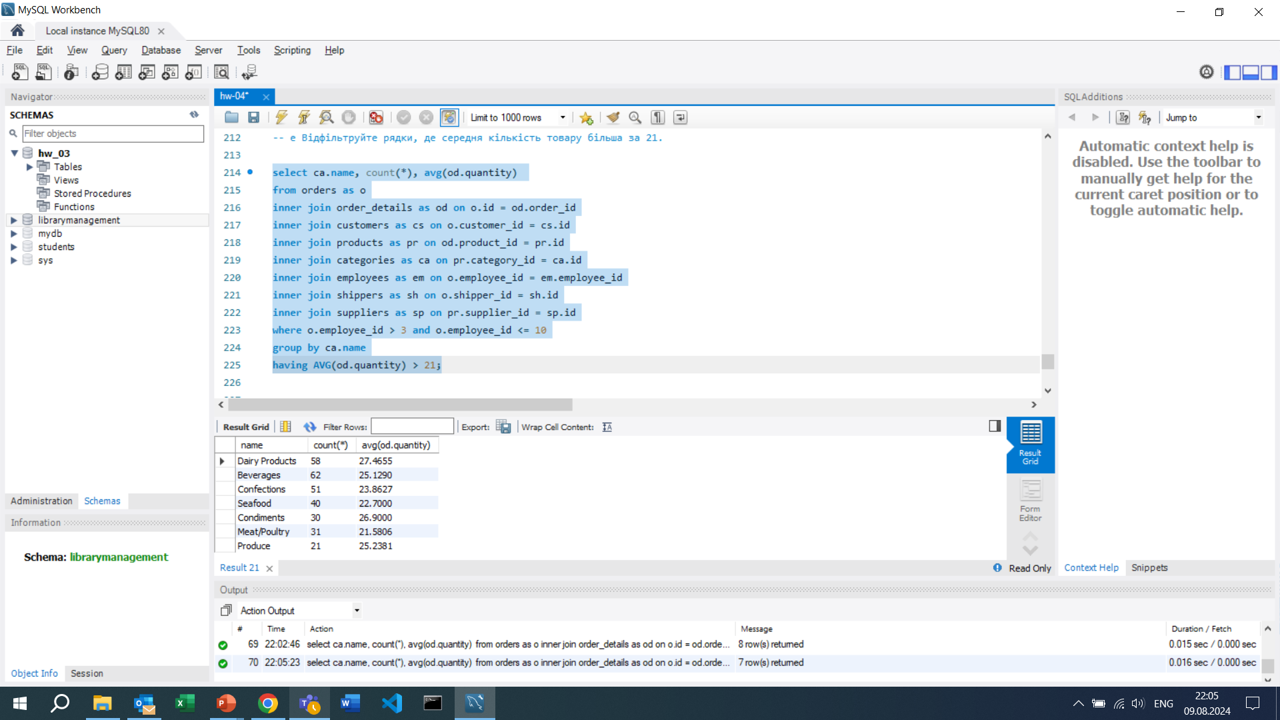 MySQL Workbench
Local instance MySQL80
File Edit View Query Database Server Tools Scripting Help
Navigator
SCHEMAS
Filter objects
hw_03
Tables
Views
Stored Procedures
Functions
librarymanagement
mydb
students
sys
Administration Schemas
Information
Schema: librarymanagement
Object Info Session
hw-04*
Limit to 1000 rows
212 -- є Відфільтруйте рядки, де середня кількість товару більша за 21.
213
214 select ca.name, count(*), avg(od.quantity)
215 from orders as o
216 inner join order_details as od on o.id = od.order_id
217 inner join customers as cs on o.customer_id = cs.id
218 inner join products as pr on od.product_id = pr.id
219 inner join categories as ca on pr.category_id = ca.id
220 inner join employees as em on o.employee_id = em.employee_id
221 inner join shippers as sh on o.shipper_id = sh.id
222 inner join suppliers as sp on pr.supplier_id = sp.id
223 where o.employee_id > 3 and o.employee_id <= 10
224 group by ca.name
225 having AVG(od.quantity) > 21;
226
Result Grid Filter Rows: Export: Wrap Cell Content:
name count(*) avg(od.quantity)
Dairy Products 58 27.4655
Beverages 62 25.1290
Confections 51 23.8627
Seafood 40 22.7000
Condiments 30 26.9000
Meat/Poultry 31 21.5806
Produce 21 25.2381
Result Grid
Form Editor
Result 21
Read Only
SQLAdditions
Jump to
Automatic context help is
disabled. Use the toolbar to
manually get help for the
current caret position or to
toggle automatic help.
Context Help Snippets
Output
Action Output
# Time Action Message Duration / Fetch
69 22:02:46 select ca.name, count(*), avg(od.quantity) from orders as o inner join order_details as od on o.id = od.orde... 8 row(s) returned 0.015 sec / 0.000 sec
70 22:05:23 select ca.name, count(*), avg(od.quantity) from orders as o inner join order_details as od on o.id = od.orde... 7 row(s) returned 0.016 sec / 0.000 sec
ENG
22:05
09.08.2024